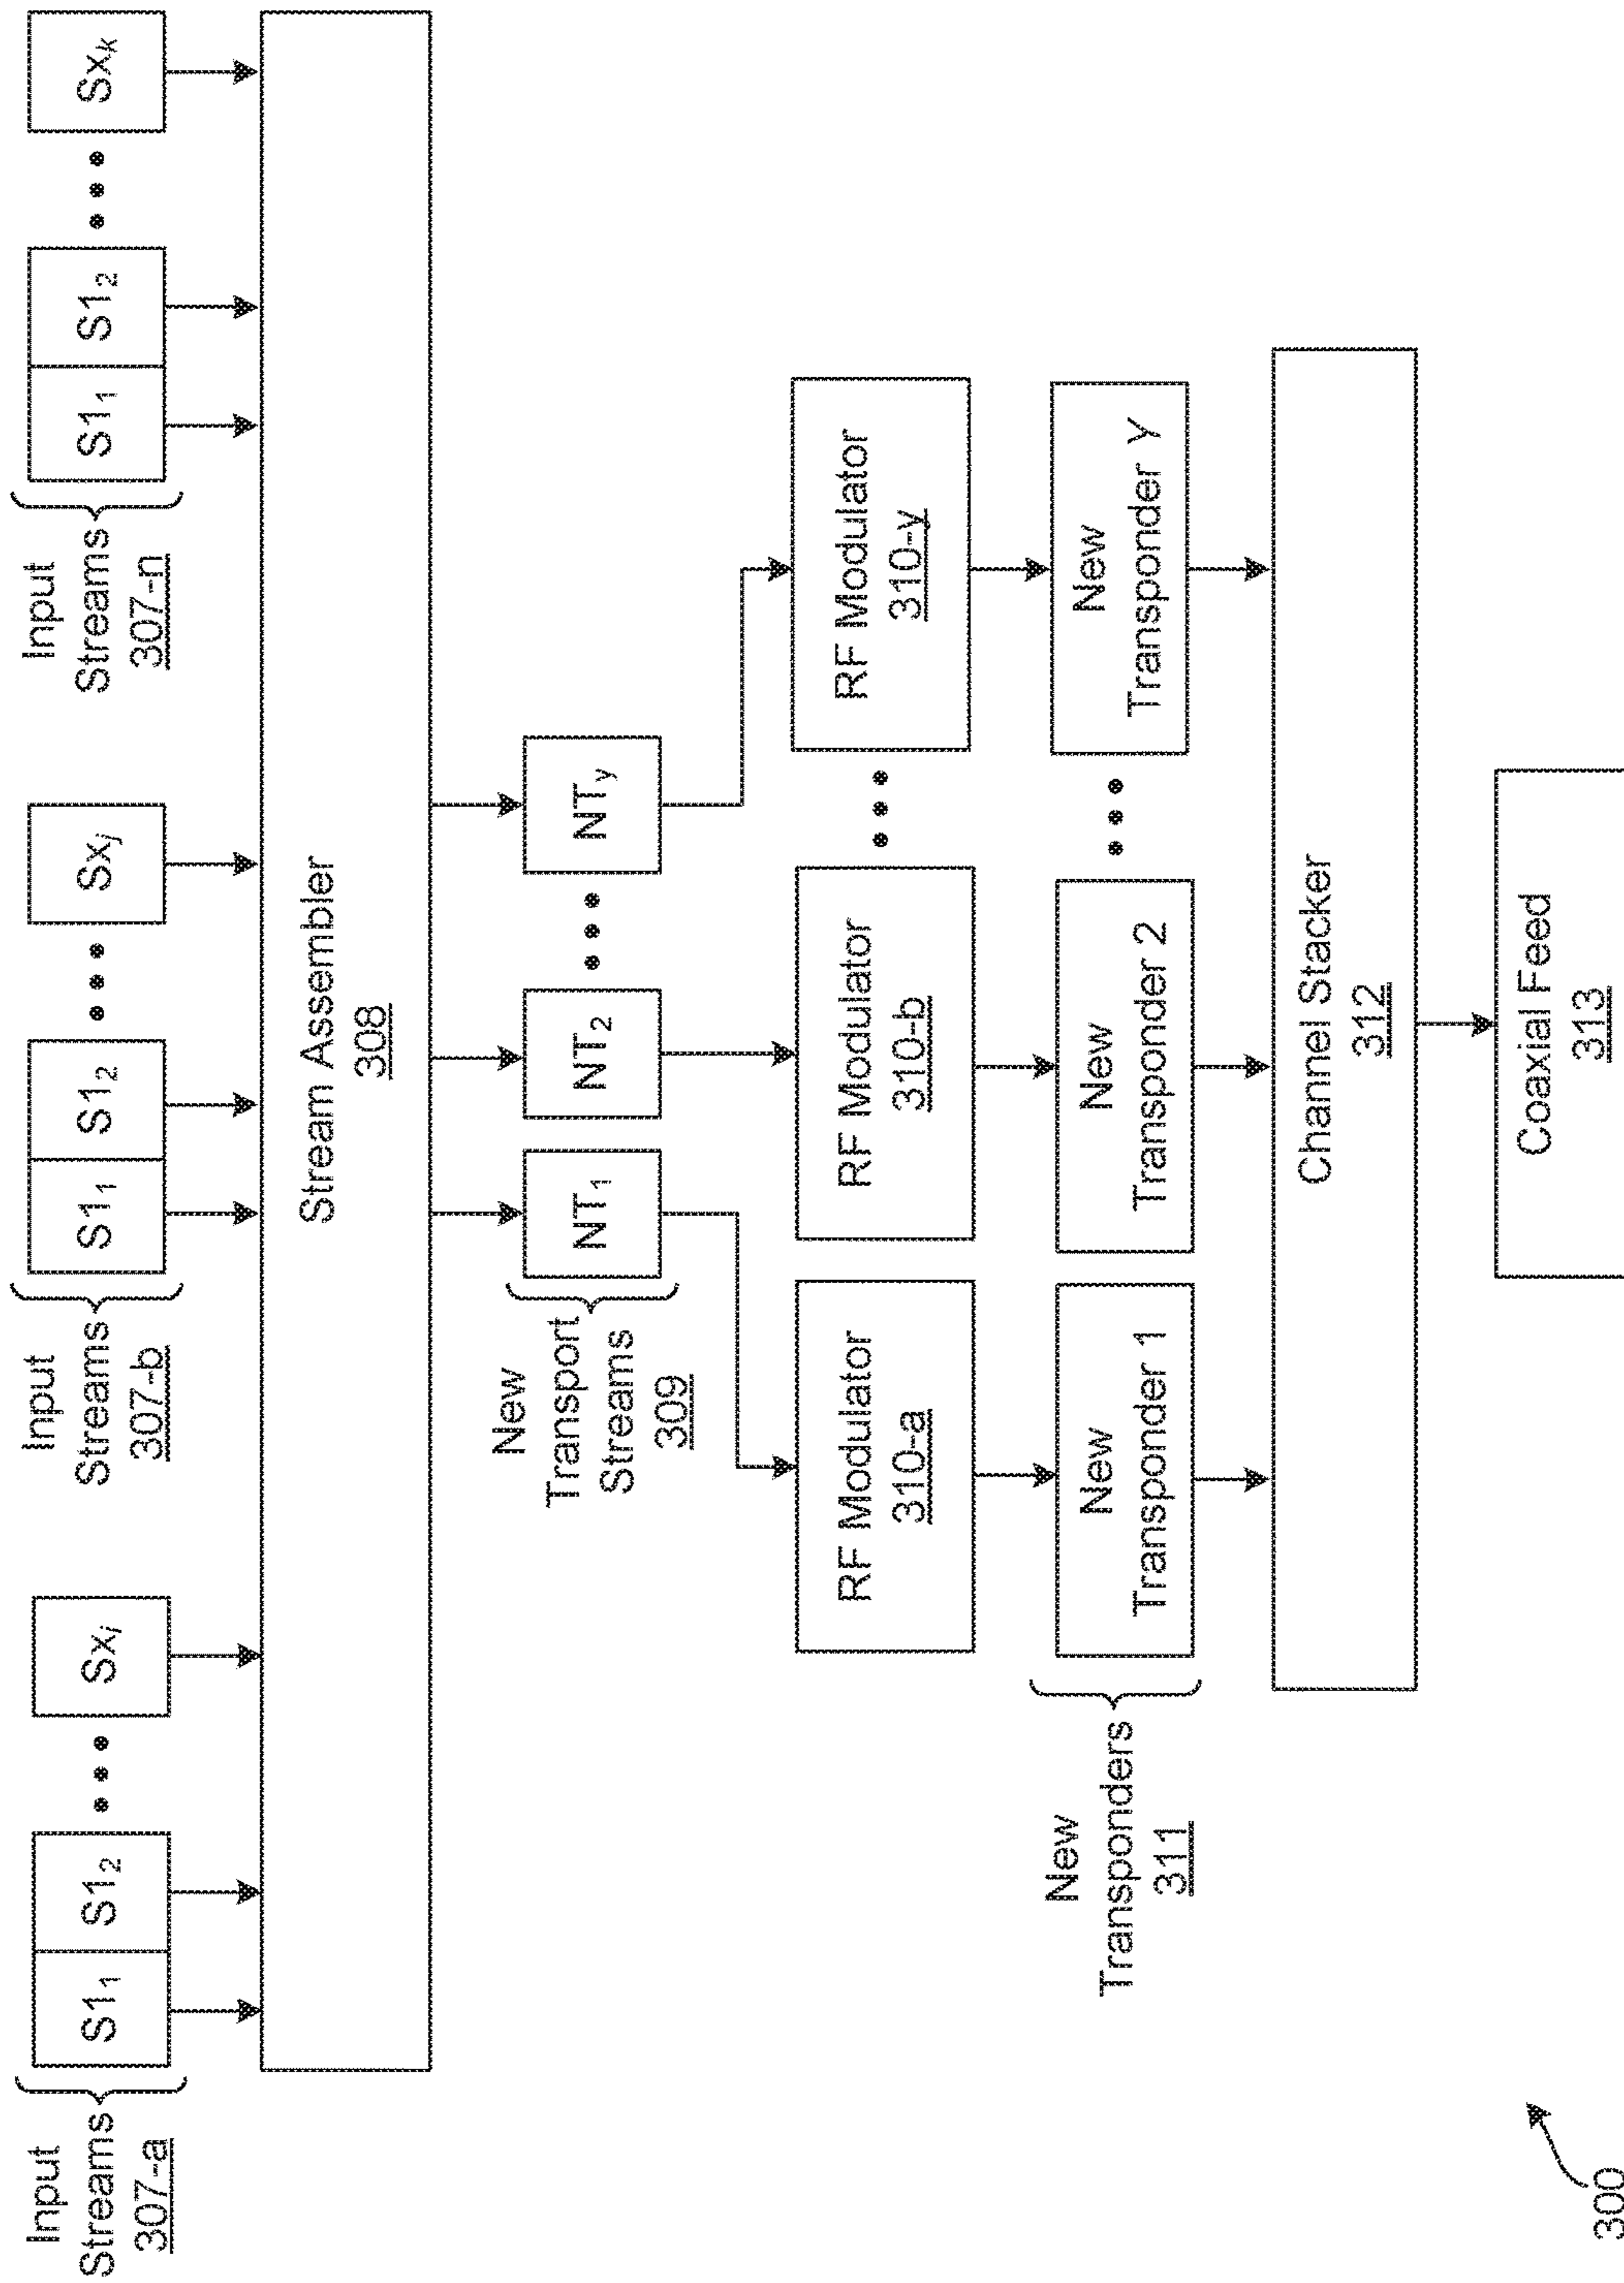 Input
Streams
307-a
S1₁
S1₂
Sxᵢ
Input
Streams
307-b
S1₁
S1₂
Sxⱼ
Input
Streams
307-n
S1₁
S1₂
Sxₖ
Stream Assembler
308
New
Transport
Streams
309
NT₁
NT₂
NTᵧ
RF Modulator
310-a
RF Modulator
310-b
RF Modulator
310-y
New
Transponders
311
New
Transponder 1
New
Transponder 2
New
Transponder Y
Channel Stacker
312
Coaxial Feed
313
300